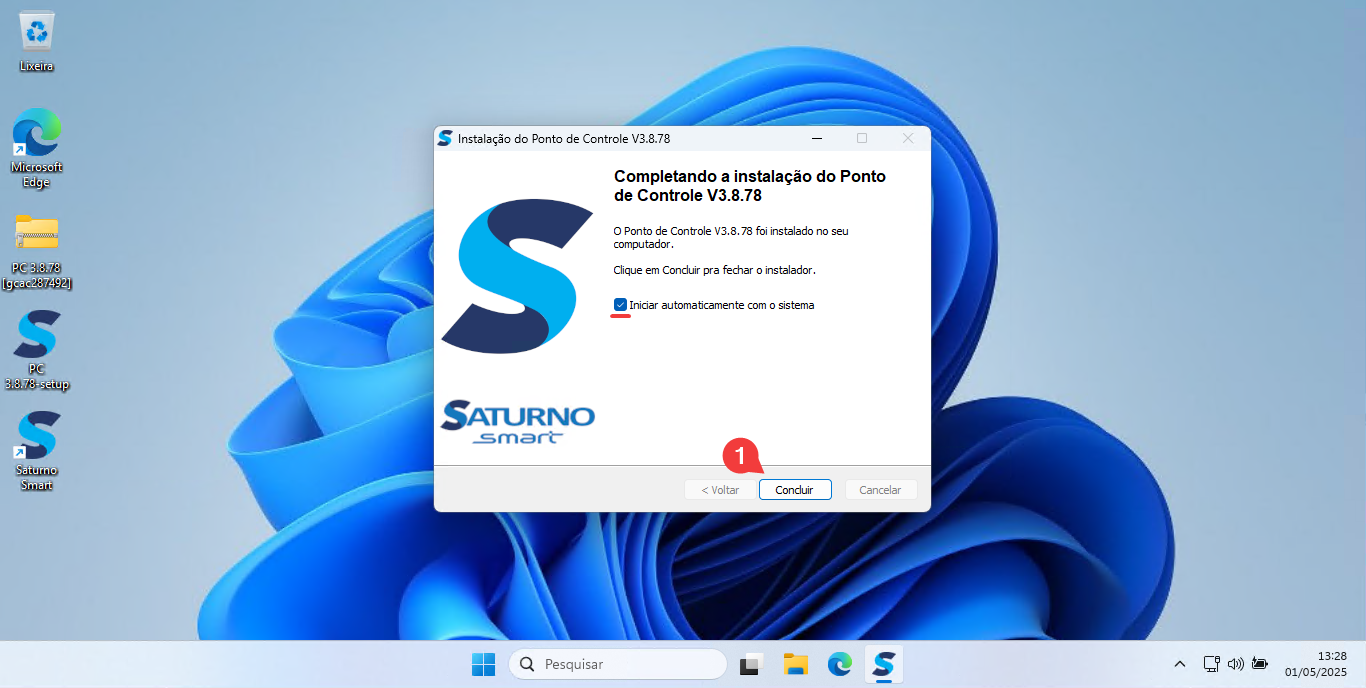 Lixeira
Microsoft
Edge
PC 3.8.78
[gcac287492]
PC
3.8.78-setup
Saturno
Smart
Instalação do Ponto de Controle V3.8.78
Completando a instalação do Ponto
de Controle V3.8.78
O Ponto de Controle V3.8.78 foi instalado no seu
computador.
Clique em Concluir pra fechar o instalador.
Iniciar automaticamente com o sistema
SATURNO
smart
1
< Voltar
Concluir
Cancelar
Pesquisar
13:28
01/05/2025